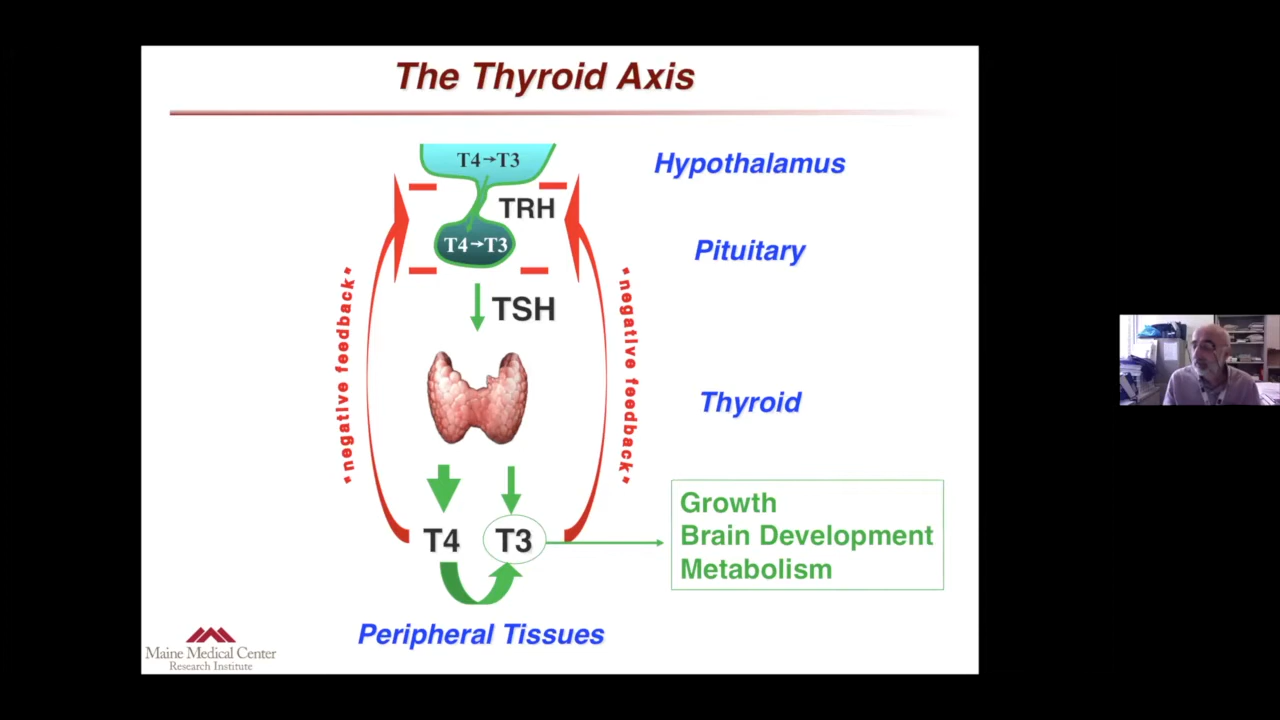 The Thyroid Axis
T4→T3
Hypothalamus
TRH
T4→T3
Pituitary
TSH
"negative feedback"
"negative feedback"
Thyroid
T4
T3
Growth
Brain Development
Metabolism
Peripheral Tissues
Maine Medical Center
Research Institute